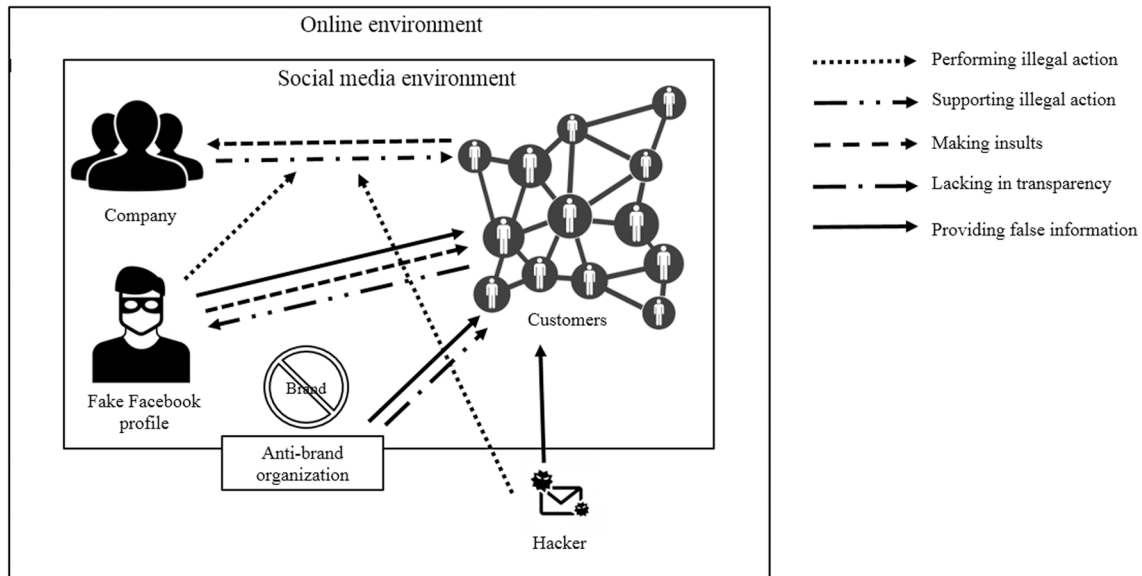 Online environment
Social media environment
Company
Customers
Fake Facebook
profile
Brand
Anti-brand
organization
Hacker
Performing illegal action
Supporting illegal action
Making insults
Lacking in transparency
Providing false information